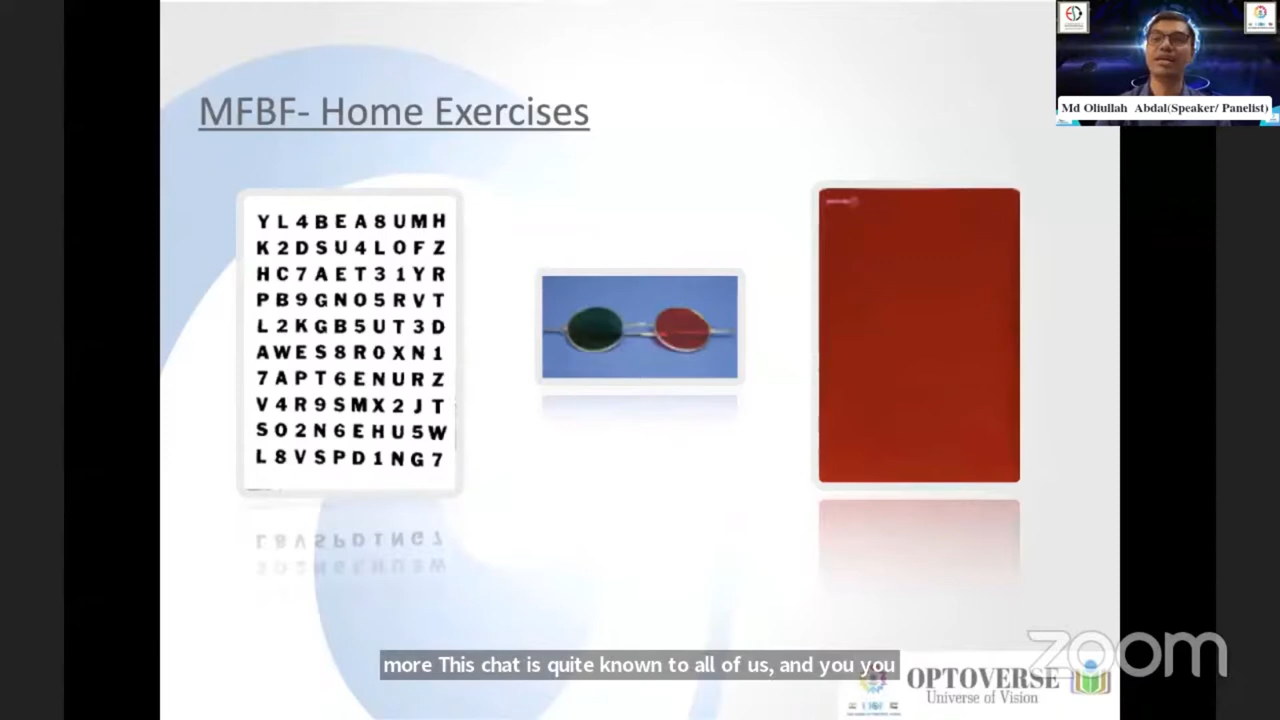 Md Oliullah Abdal(Speaker/ Panelist)
MFBF- Home Exercises
Y L 4 B E A 8 U M H
K 2 D S U 4 L O F Z
H C 7 A E T 3 1 Y R
P B 9 G N O 5 R V T
L 2 K G B 5 U T 3 D
A W E S 8 R O X N 1
7 A P T 6 E N U R Z
V 4 R 9 S M X 2 J T
S O 2 N 6 E H U 5 W
L 8 V S P D 1 N G 7
more This chat is quite known to all of us, and you you
zoom
OPTOVERSE
Universe of Vision